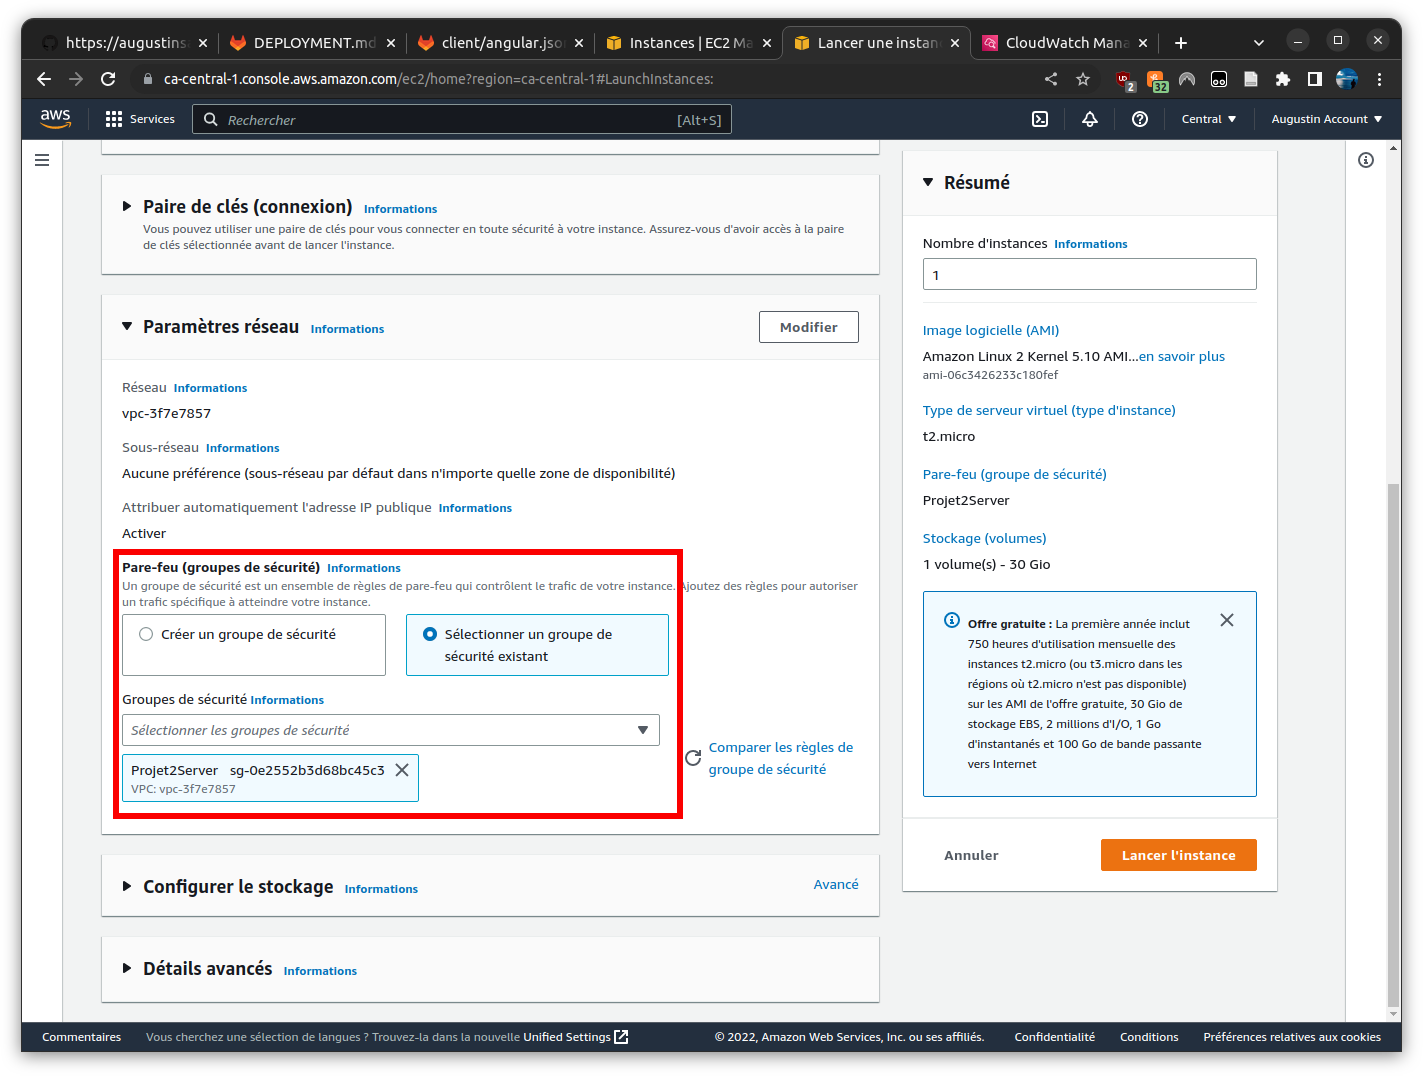 https://augustinsa
DEPLOYMENT.md
client/angular.json
Instances | EC2 Ma
Lancer une instanc
CloudWatch Mana
ca-central-1.console.aws.amazon.com/ec2/home?region=ca-central-1#LaunchInstances:
2
32
aws
Services
Rechercher
[Alt+S]
Central
Augustin Account
Paire de clés (connexion) Informations
Vous pouvez utiliser une paire de clés pour vous connecter en toute sécurité à votre instance. Assurez-vous d'avoir accès à la paire
de clés sélectionnée avant de lancer l'instance.
Paramètres réseau Informations
Modifier
Réseau Informations
vpc-3f7e7857
Sous-réseau Informations
Aucune préférence (sous-réseau par défaut dans n'importe quelle zone de disponibilité)
Attribuer automatiquement l'adresse IP publique Informations
Activer
Pare-feu (groupes de sécurité) Informations
Un groupe de sécurité est un ensemble de règles de pare-feu qui contrôlent le trafic de votre instance. Ajoutez des règles pour autoriser
un trafic spécifique à atteindre votre instance.
Créer un groupe de sécurité
Sélectionner un groupe de
sécurité existant
Groupes de sécurité Informations
Sélectionner les groupes de sécurité
Projet2Server sg-0e2552b3d68bc45c3
VPC: vpc-3f7e7857
Comparer les règles de
groupe de sécurité
Configurer le stockage Informations
Avancé
Détails avancés Informations
Résumé
Nombre d'instances Informations
1
Image logicielle (AMI)
Amazon Linux 2 Kernel 5.10 AMI...en savoir plus
ami-06c3426233c180fef
Type de serveur virtuel (type d'instance)
t2.micro
Pare-feu (groupe de sécurité)
Projet2Server
Stockage (volumes)
1 volume(s) - 30 Gio
Offre gratuite : La première année inclut
750 heures d'utilisation mensuelle des
instances t2.micro (ou t3.micro dans les
régions où t2.micro n'est pas disponible)
sur les AMI de l'offre gratuite, 30 Gio de
stockage EBS, 2 millions d'I/O, 1 Go
d'instantanés et 100 Go de bande passante
vers Internet
Annuler
Lancer l'instance
Commentaires
Vous cherchez une sélection de langues ? Trouvez-la dans la nouvelle Unified Settings
© 2022, Amazon Web Services, Inc. ou ses affiliés.
Confidentialité
Conditions
Préférences relatives aux cookies